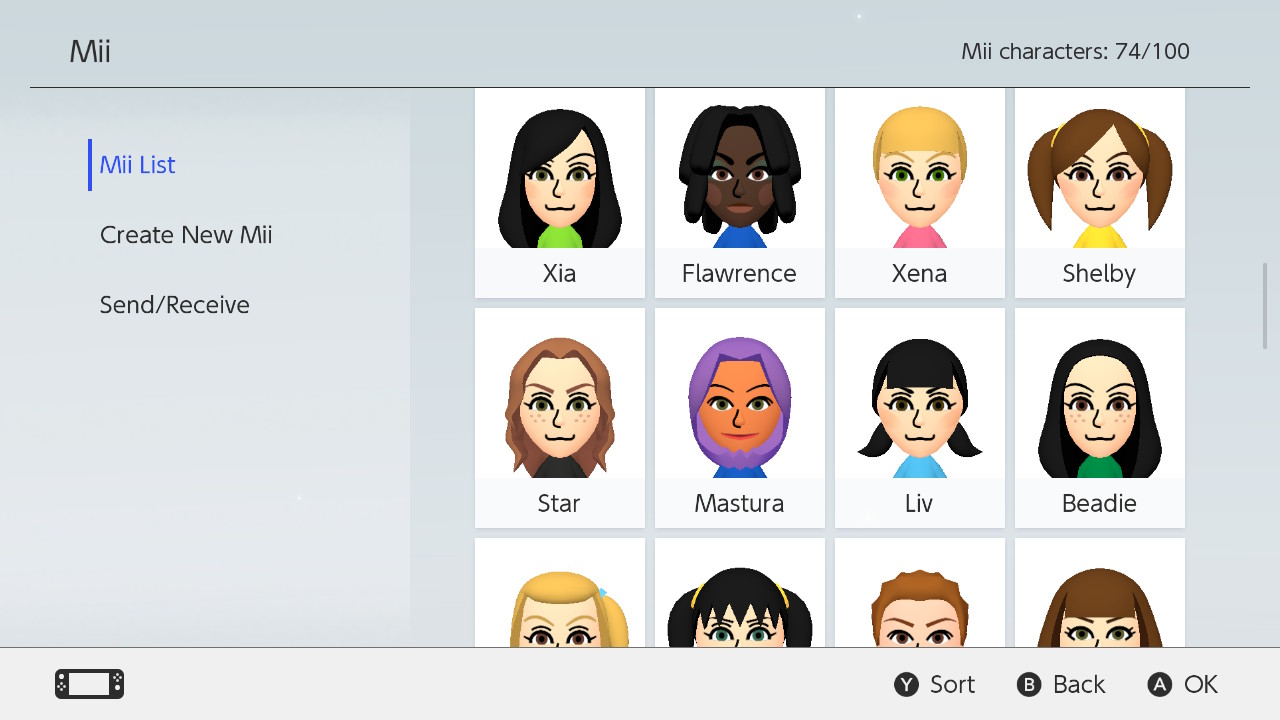 Mii
Mii characters: 74/100
Mii List
Create New Mii
Send/Receive
Xia
Flawrence
Xena
Shelby
Star
Mastura
Liv
Beadie
Y Sort
B Back
A OK